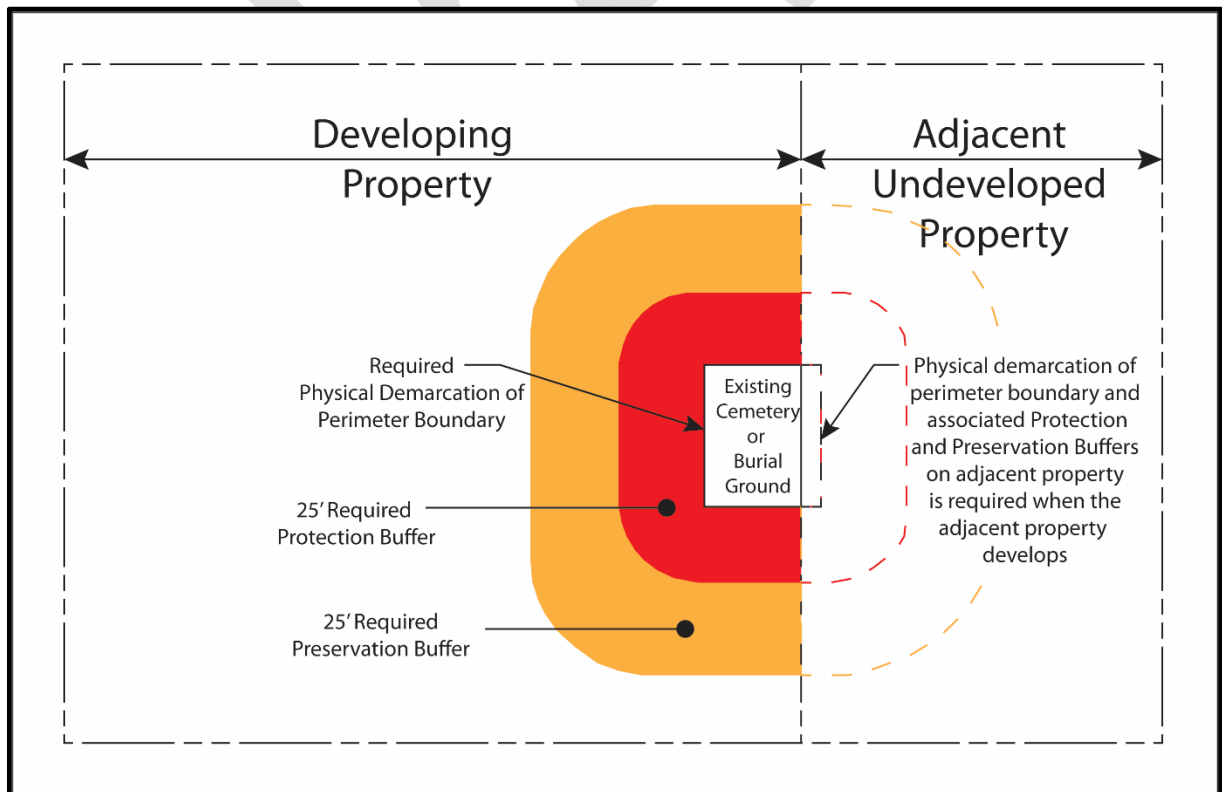 Developing
Property
Adjacent
Undeveloped
Property
Required
Physical Demarcation of
Perimeter Boundary
Existing
Cemetery
or
Burial
Ground
Physical demarcation of
perimeter boundary and
associated Protection
and Preservation Buffers
on adjacent property
is required when the
adjacent property
develops
25’ Required
Protection Buffer
25’ Required
Preservation Buffer